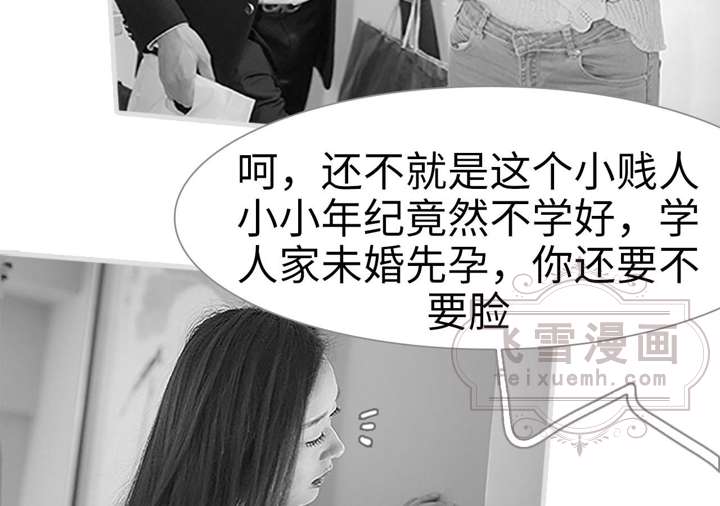 呵，还不就是这个小贱人
小小年纪竟然不学好，学
人家未婚先孕，你还要不
要脸
飞雪漫画
feixuemh.com